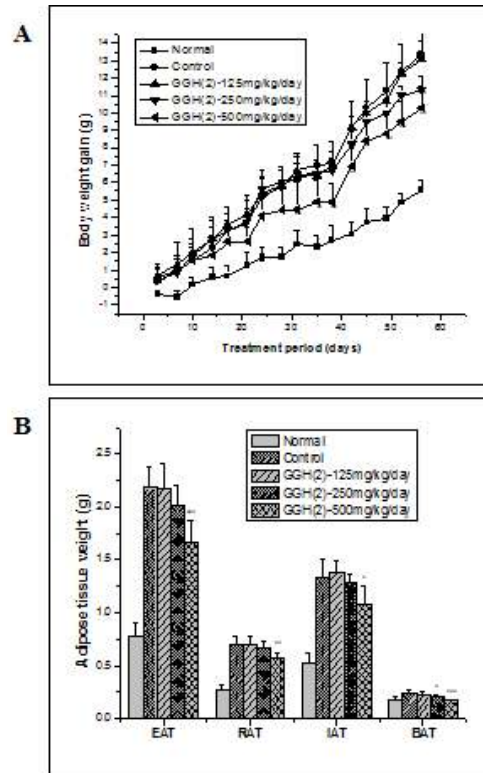 A
Normal
Control
GGH(2)-125mg/kg/day
GGH(2)-250mg/kg/day
GGH(2)-500mg/kg/day
Body weight gain (g)
14
13
12
11
10
9
8
7
6
5
4
3
2
1
0
-1
0 10 20 30 40 50 60
Treatment period (days)
B
Normal
Control
GGH(2)-125mg/kg/day
GGH(2)-250mg/kg/day
GGH(2)-500mg/kg/day
Adipose tissue weight (g)
2.5
2.0
1.5
1.0
0.5
0.0
** ** * * ***
EAT RAT IAT BAT